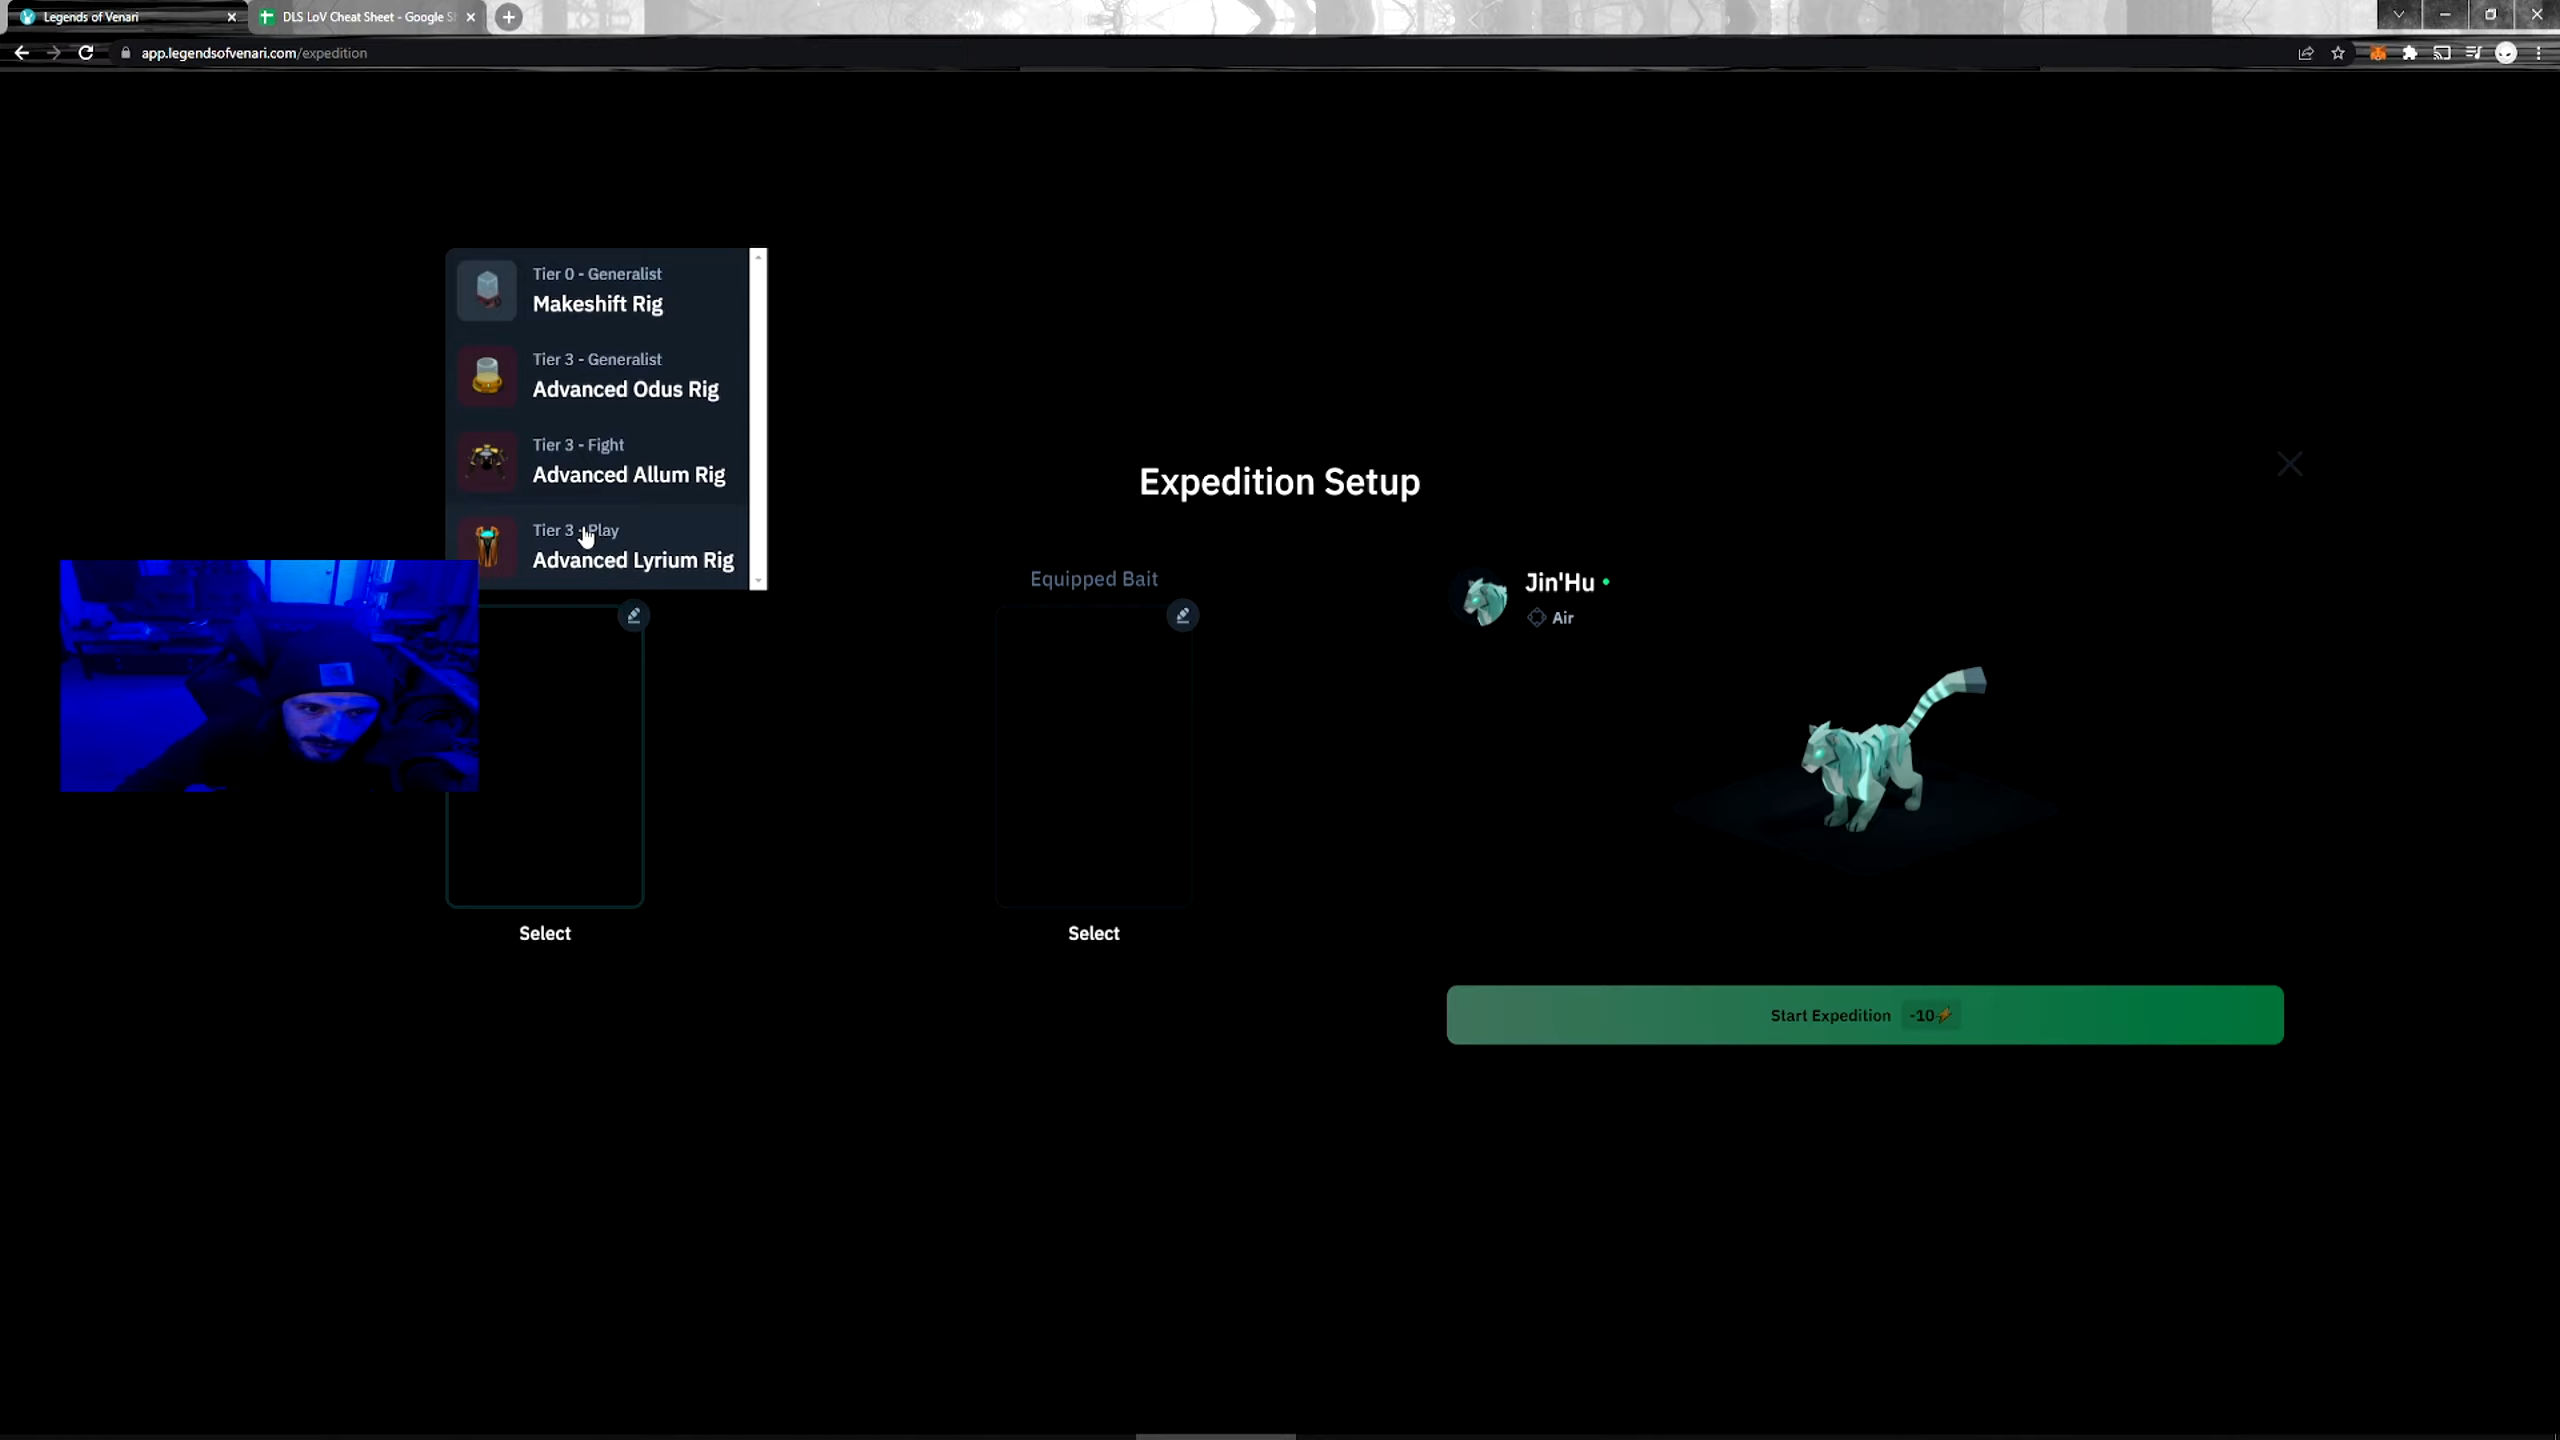 Legends of Venari
DLS LoV Cheat Sheet - Google S
app.legendsofvenari.com/expedition
Tier 0 - Generalist
Makeshift Rig
Tier 3 - Generalist
Advanced Odus Rig
Tier 3 - Fight
Advanced Allum Rig
Tier 3 - Play
Advanced Lyrium Rig
Expedition Setup
Equipped Bait
Jin'Hu
Air
Select
Select
Start Expedition -10